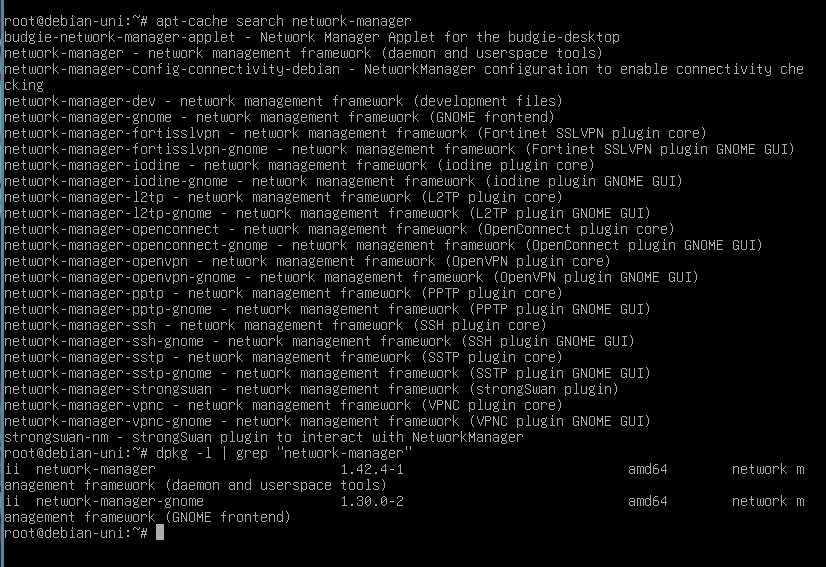 root@debian-uni:~# apt-cache search network-manager
budgie-network-manager-applet - Network Manager Applet for the budgie-desktop
network-manager - network management framework (daemon and userspace tools)
network-manager-config-connectivity-debian - NetworkManager configuration to enable connectivity che
cking
network-manager-dev - network management framework (development files)
network-manager-gnome - network management framework (GNOME frontend)
network-manager-fortisslvpn - network management framework (Fortinet SSLVPN plugin core)
network-manager-fortisslvpn-gnome - network management framework (Fortinet SSLVPN plugin GNOME GUI)
network-manager-iodine - network management framework (iodine plugin core)
network-manager-iodine-gnome - network management framework (iodine plugin GNOME GUI)
network-manager-l2tp - network management framework (L2TP plugin core)
network-manager-l2tp-gnome - network management framework (L2TP plugin GNOME GUI)
network-manager-openconnect - network management framework (OpenConnect plugin core)
network-manager-openconnect-gnome - network management framework (OpenConnect plugin GNOME GUI)
network-manager-openvpn - network management framework (OpenVPN plugin core)
network-manager-openvpn-gnome - network management framework (OpenVPN plugin GNOME GUI)
network-manager-pptp - network management framework (PPTP plugin core)
network-manager-pptp-gnome - network management framework (PPTP plugin GNOME GUI)
network-manager-ssh - network management framework (SSH plugin core)
network-manager-ssh-gnome - network management framework (SSH plugin GNOME GUI)
network-manager-sstp - network management framework (SSTP plugin core)
network-manager-sstp-gnome - network management framework (SSTP plugin GNOME GUI)
network-manager-strongswan - network management framework (strongSwan plugin)
network-manager-vpnc - network management framework (VPNC plugin core)
network-manager-vpnc-gnome - network management framework (VPNC plugin GNOME GUI)
strongswan-nm - strongSwan plugin to interact with NetworkManager
root@debian-uni:~# dpkg -l | grep "network-manager"
ii  network-manager                       1.42.4-1                            amd64        network m
anagement framework (daemon and userspace tools)
ii  network-manager-gnome                 1.30.0-2                            amd64        network m
anagement framework (GNOME frontend)
root@debian-uni:~#